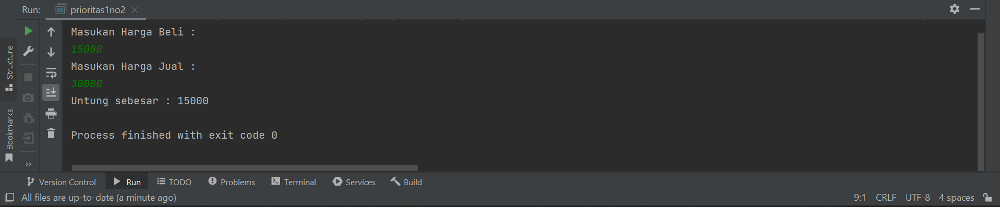 Run: prioritas1no2
Masukan Harga Beli :
15000
Masukan Harga Jual :
30000
Untung sebesar : 15000
Process finished with exit code 0
Structure
Bookmarks
Version Control Run TODO Problems Terminal Services Build
All files are up-to-date (a minute ago) 9:1 CRLF UTF-8 4 spaces